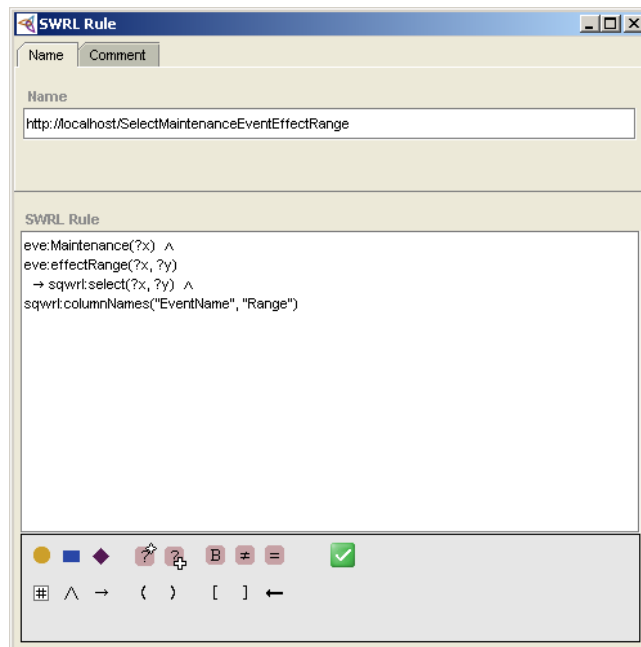 SWRL Rule
Name Comment
Name
http://localhost/SelectMaintenanceEventEffectRange
SWRL Rule
eve:Maintenance(?x) ∧
eve:effectRange(?x, ?y)
→ sqwrl:select(?x, ?y) ∧
sqwrl:columnNames("EventName", "Range")
? ? B ≠ =
# ∧ → ( ) [ ] ←